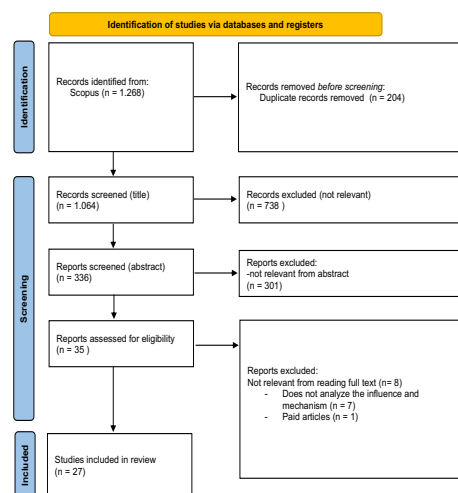 Identification of studies via databases and registers
Identification
Records identified from:
Scopus (n = 1.268)
Records removed before screening:
Duplicate records removed (n = 204)
Screening
Records screened (title)
(n = 1.064)
Records excluded (not relevant)
(n = 738 )
Reports screened (abstract)
(n = 336)
Reports excluded:
-not relevant from abstract
(n = 301)
Reports assessed for eligibility
(n = 35 )
Reports excluded:
Not relevant from reading full text (n= 8)
- Does not analyze the influence and
mechanism (n = 7)
- Paid articles (n = 1)
Included
Studies included in review
(n = 27)